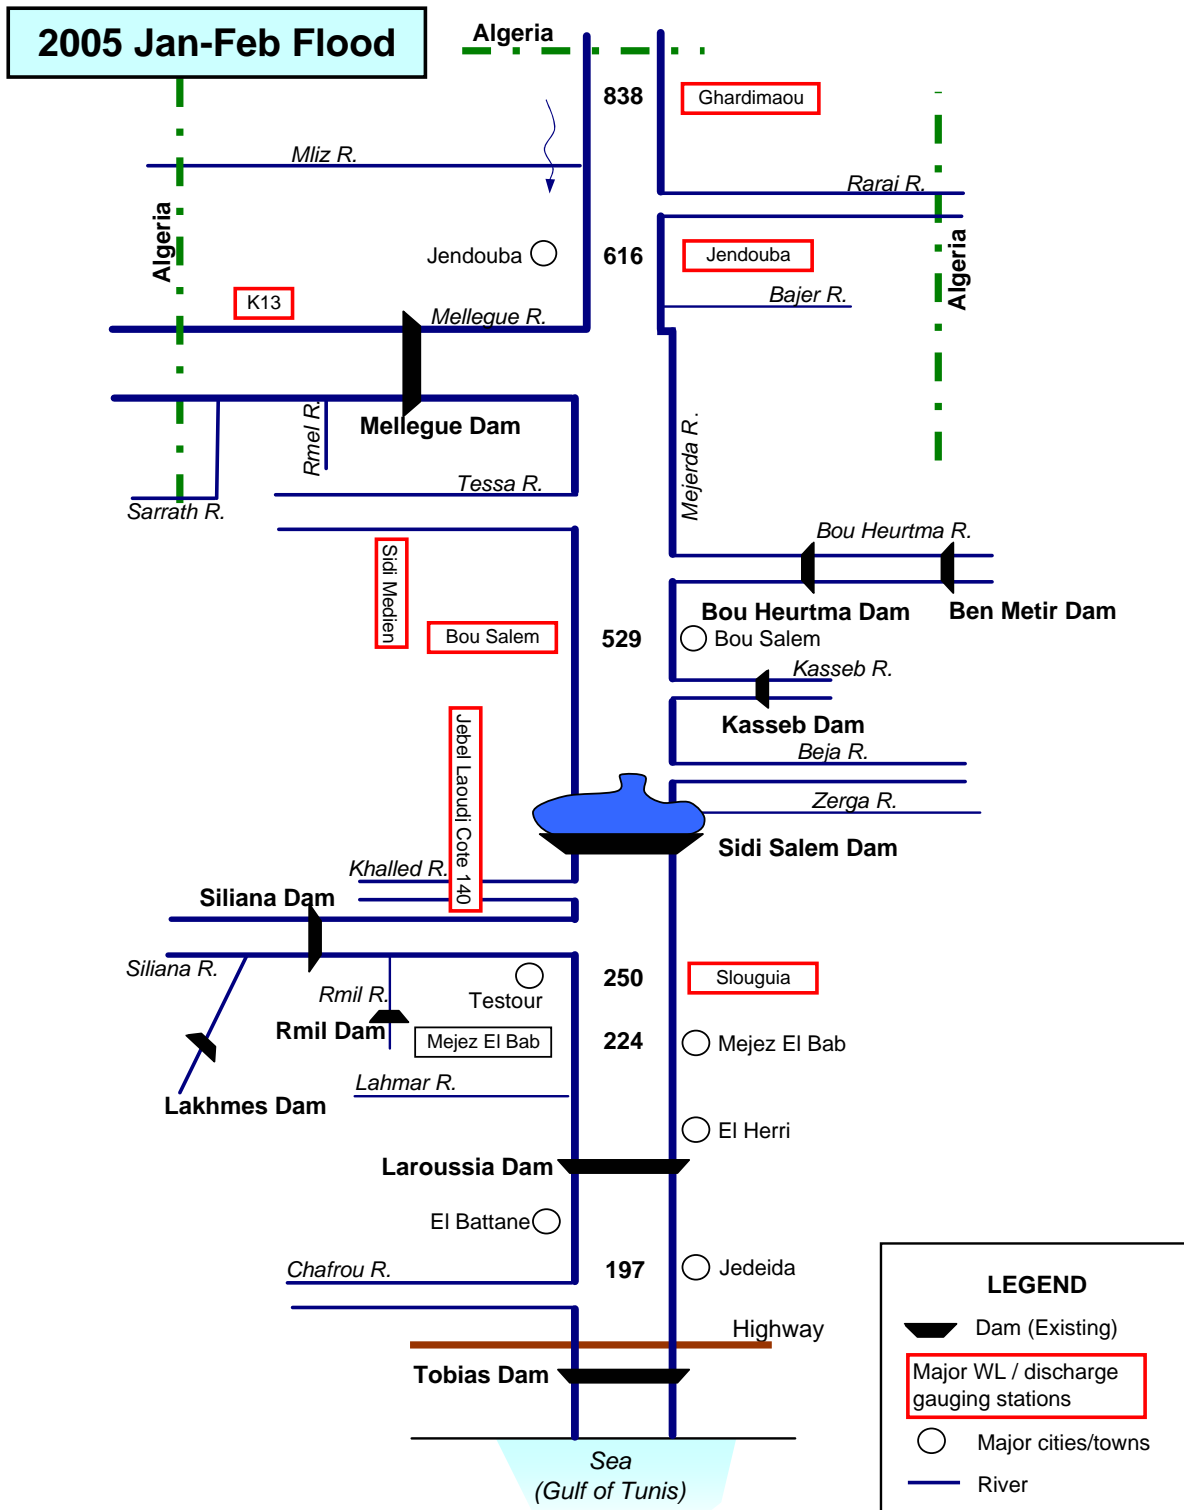 2005 Jan-Feb Flood
Algeria
838
Ghardimaou
Mliz R.
Rarai R.
Algeria
Algeria
Jendouba
616
Jendouba
K13
Mellegue R.
Bajer R.
Mellegue Dam
Rmel R.
Mejerda R.
Tessa R.
Sarrath R.
Bou Heurtma R.
Sidi Medien
Bou Heurtma Dam
Ben Metir Dam
Bou Salem
529
Bou Salem
Kasseb R.
Kasseb Dam
Jebel Laoudj Cote 140
Beja R.
Zerga R.
Sidi Salem Dam
Khalled R.
Siliana Dam
Siliana R.
Testour
250
Slouguia
Rmil R.
Rmil Dam
Mejez El Bab
224
Mejez El Bab
Lahmar R.
Lakhmes Dam
El Herri
Laroussia Dam
El Battane
Chafrou R.
197
Jedeida
Highway
Tobias Dam
Sea
(Gulf of Tunis)
LEGEND
Dam (Existing)
Major WL / discharge
gauging stations
Major cities/towns
River